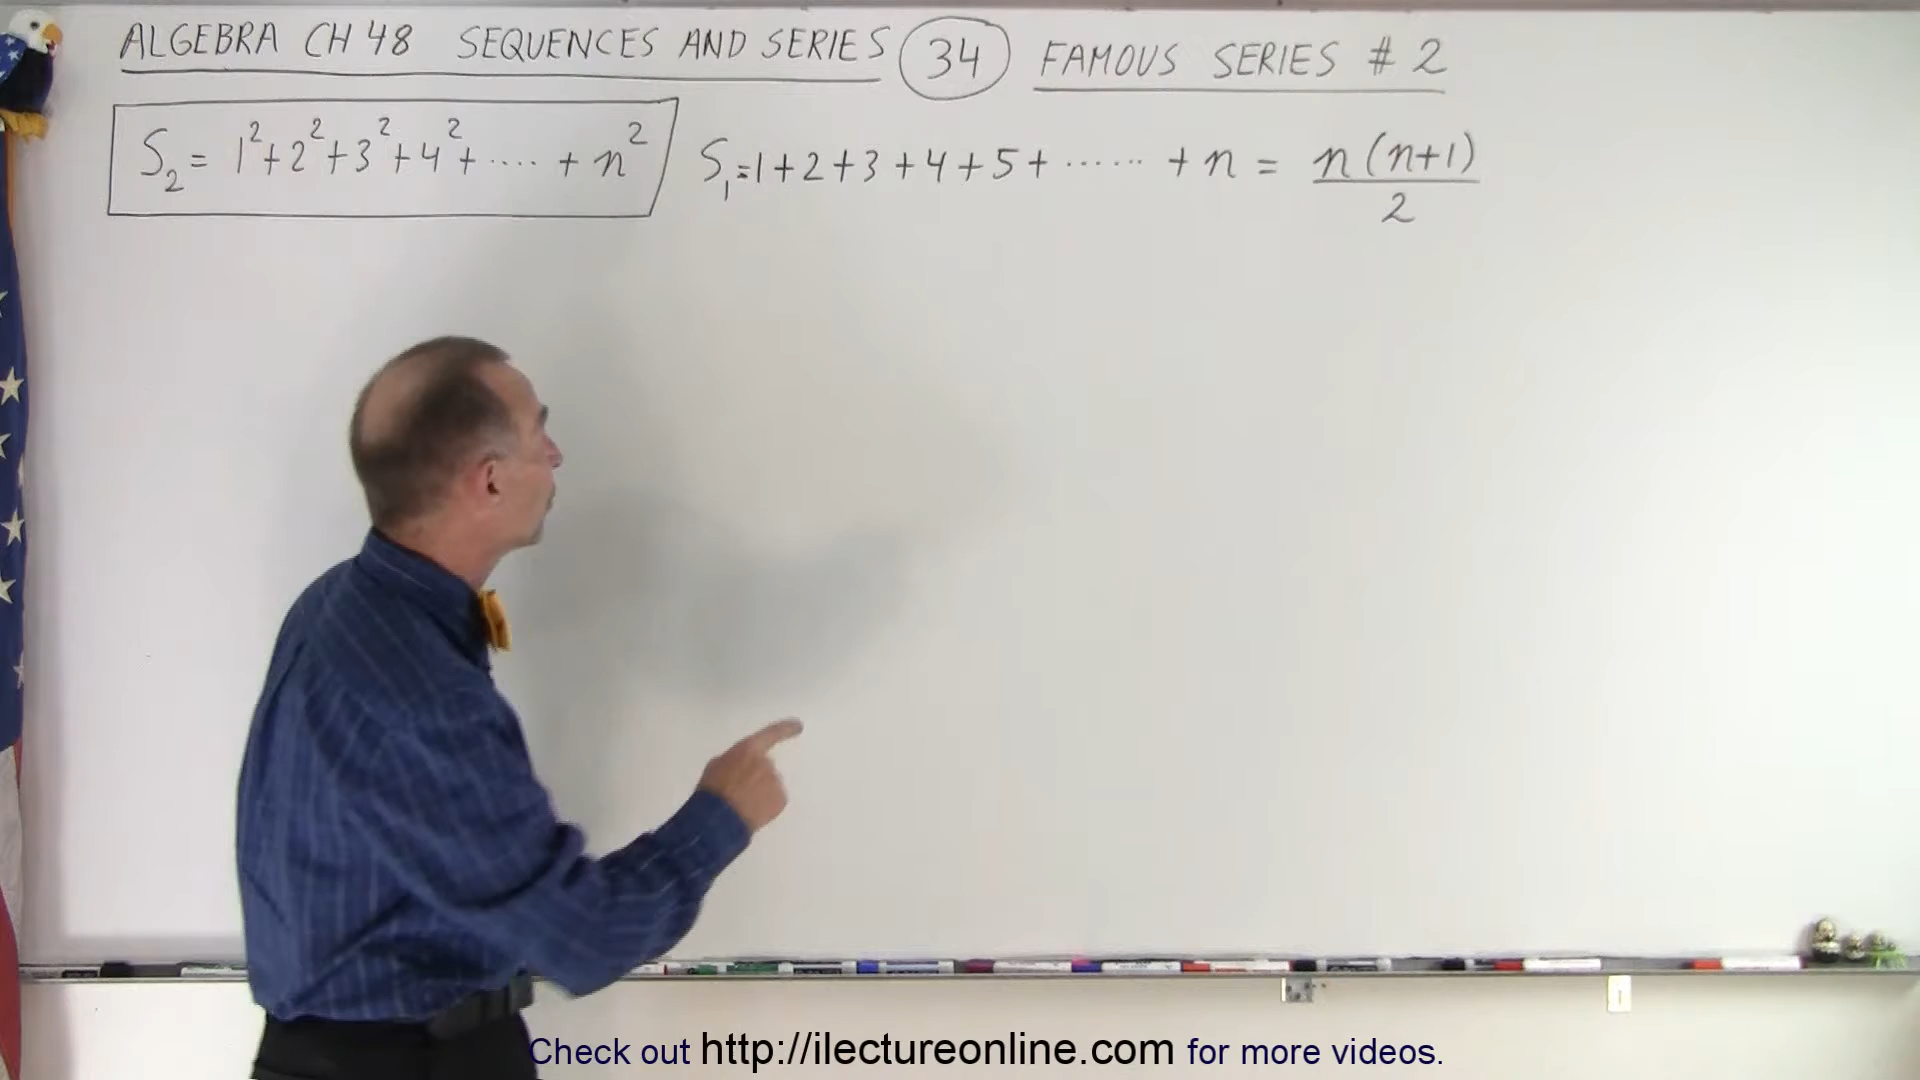 ALGEBRA CH 48 SEQUENCES AND SERIES 34 FAMOUS SERIES # 2
S₂ = 1² + 2² + 3² + 4² + .... + n²
S₁ = 1 + 2 + 3 + 4 + 5 + ...... + n = n(n+1)/2
Check out http://ilectureonline.com for more videos.